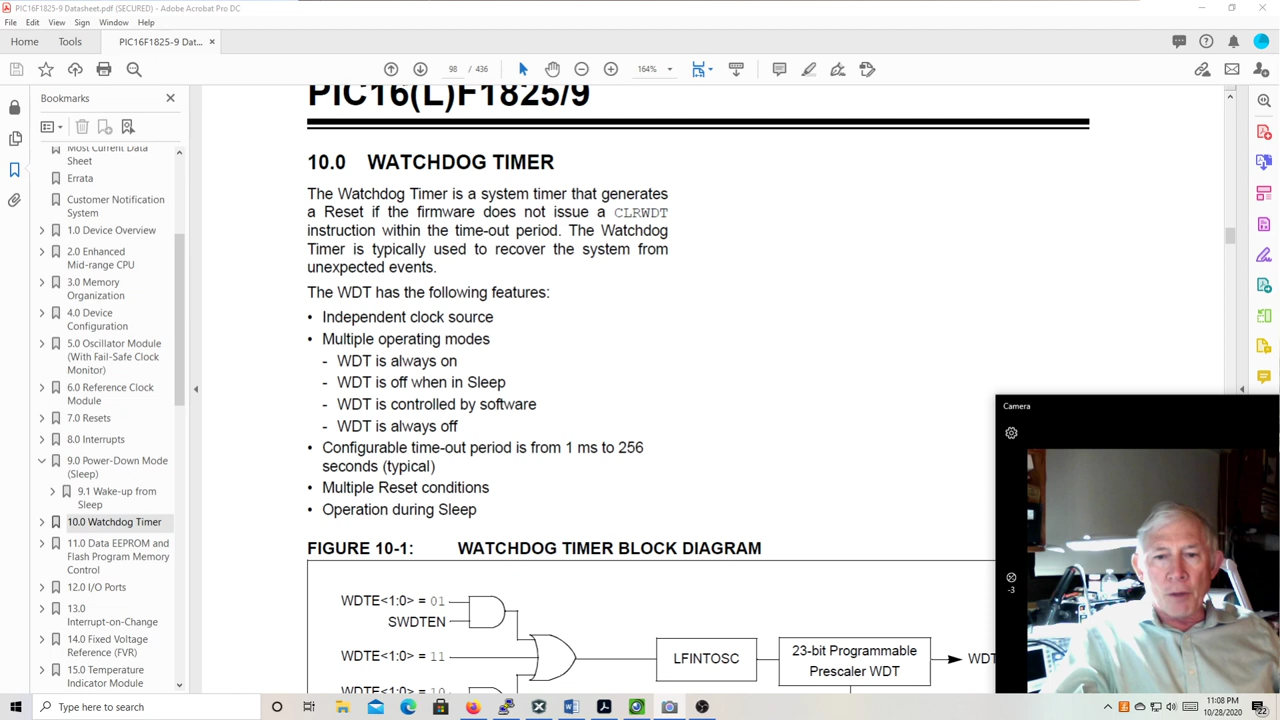 PIC16F1825-9 Datasheet.pdf (SECURED) - Adobe Acrobat Pro DC
File Edit View Sign Window Help
Home Tools PIC16F1825-9 Dat... ×
98 / 436 164%
Bookmarks
Most Current Data
Sheet
Errata
Customer Notification
System
1.0 Device Overview
2.0 Enhanced
Mid-range CPU
3.0 Memory
Organization
4.0 Device
Configuration
5.0 Oscillator Module
(With Fail-Safe Clock
Monitor)
6.0 Reference Clock
Module
7.0 Resets
8.0 Interrupts
9.0 Power-Down Mode
(Sleep)
9.1 Wake-up from
Sleep
10.0 Watchdog Timer
11.0 Data EEPROM and
Flash Program Memory
Control
12.0 I/O Ports
13.0
Interrupt-on-Change
14.0 Fixed Voltage
Reference (FVR)
15.0 Temperature
Indicator Module
PIC16(L)F1825/9
10.0 WATCHDOG TIMER
The Watchdog Timer is a system timer that generates
a Reset if the firmware does not issue a CLRWDT
instruction within the time-out period. The Watchdog
Timer is typically used to recover the system from
unexpected events.
The WDT has the following features:
• Independent clock source
• Multiple operating modes
- WDT is always on
- WDT is off when in Sleep
- WDT is controlled by software
- WDT is always off
• Configurable time-out period is from 1 ms to 256
seconds (typical)
• Multiple Reset conditions
• Operation during Sleep
FIGURE 10-1: WATCHDOG TIMER BLOCK DIAGRAM
WDTE<1:0> = 01
SWDTEN
WDTE<1:0> = 11
WDTE<1:0> = 10
LFINTOSC
23-bit Programmable
Prescaler WDT
WDT
Camera
-3
Type here to search
11:08 PM
10/28/2020
22